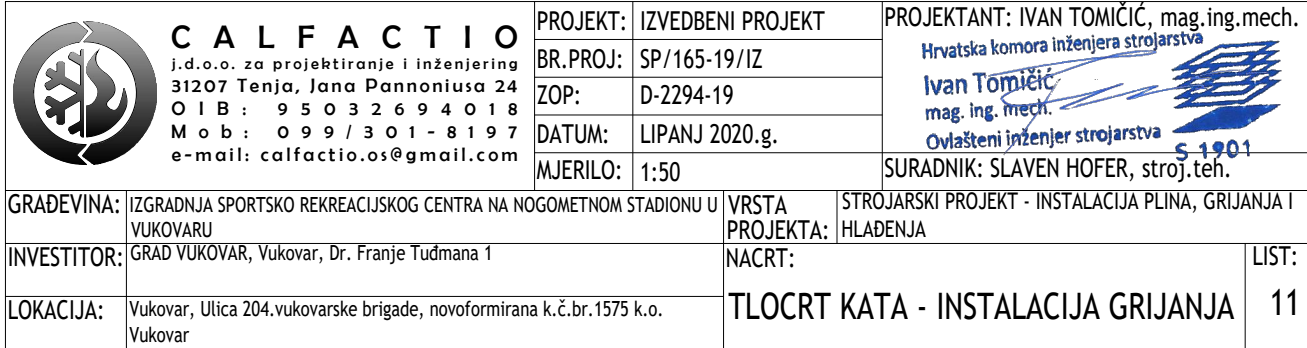 C A L F A C T I O
j.d.o.o. za projektiranje i inženjering
31207 Tenja, Jana Pannoniusa 24
O I B : 9 5 0 3 2 6 9 4 0 1 8
M o b : 0 9 9 / 3 0 1 - 8 1 9 7
e-mail: calfactio.os@gmail.com
PROJEKT: IZVEDBENI PROJEKT
BR.PROJ: SP/165-19/IZ
ZOP: D-2294-19
DATUM: LIPANJ 2020.g.
MJERILO: 1:50
PROJEKTANT: IVAN TOMIČIĆ, mag.ing.mech.
Hrvatska komora inženjera strojarstva
Ivan Tomičić
mag. ing. mech.
Ovlašteni inženjer strojarstva
S 1901
SURADNIK: SLAVEN HOFER, stroj.teh.
GRAĐEVINA: IZGRADNJA SPORTSKO REKREACIJSKOG CENTRA NA NOGOMETNOM STADIONU U
VUKOVARU
VRSTA
PROJEKTA:
STROJARSKI PROJEKT - INSTALACIJA PLINA, GRIJANJA I
HLAĐENJA
INVESTITOR: GRAD VUKOVAR, Vukovar, Dr. Franje Tuđmana 1
LOKACIJA: Vukovar, Ulica 204.vukovarske brigade, novoformirana k.č.br.1575 k.o.
Vukovar
NACRT:
TLOCRT KATA - INSTALACIJA GRIJANJA
LIST:
11